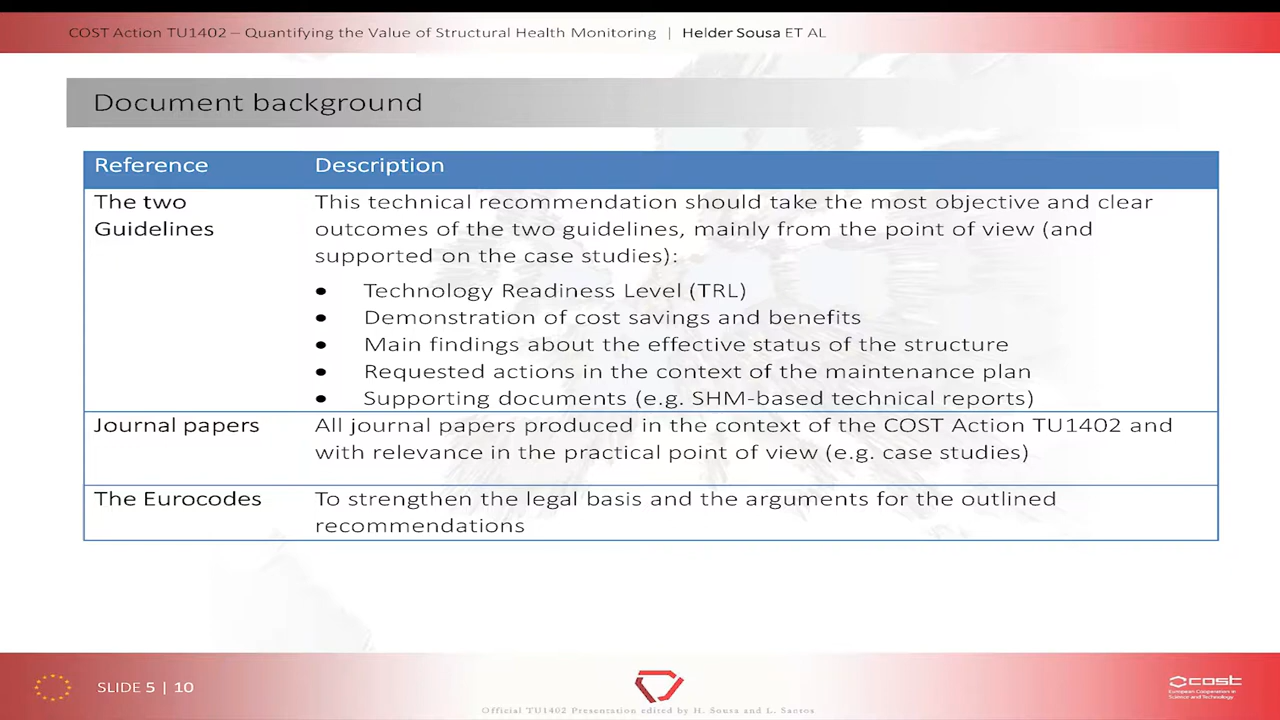 COST Action TU1402 – Quantifying the Value of Structural Health Monitoring | Helder Sousa ET AL
Document background
Reference Description
The two Guidelines
This technical recommendation should take the most objective and clear
outcomes of the two guidelines, mainly from the point of view (and
supported on the case studies):
• Technology Readiness Level (TRL)
• Demonstration of cost savings and benefits
• Main findings about the effective status of the structure
• Requested actions in the context of the maintenance plan
• Supporting documents (e.g. SHM-based technical reports)
Journal papers
All journal papers produced in the context of the COST Action TU1402 and
with relevance in the practical point of view (e.g. case studies)
The Eurocodes
To strengthen the legal basis and the arguments for the outlined
recommendations
SLIDE 5 | 10
cost
European Cooperation in
Science and Technology
Official TU1402 Presentation edited by H. Sousa and L. Santos